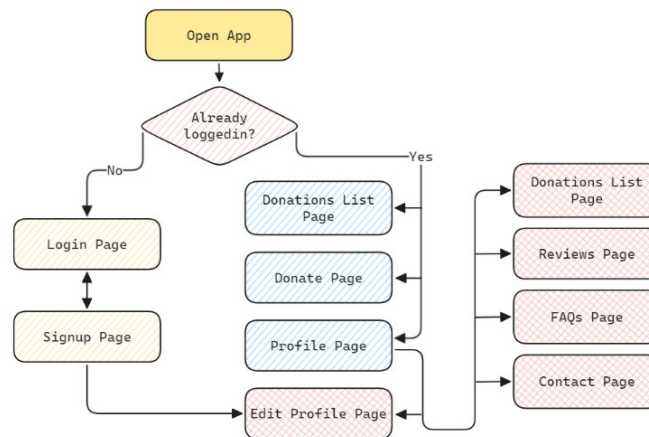 Open App
Already
loggedin?
No
Yes
Donations List
Page
Donations List
Page
Login Page
Reviews Page
Donate Page
Signup Page
Profile Page
FAQs Page
Edit Profile Page
Contact Page